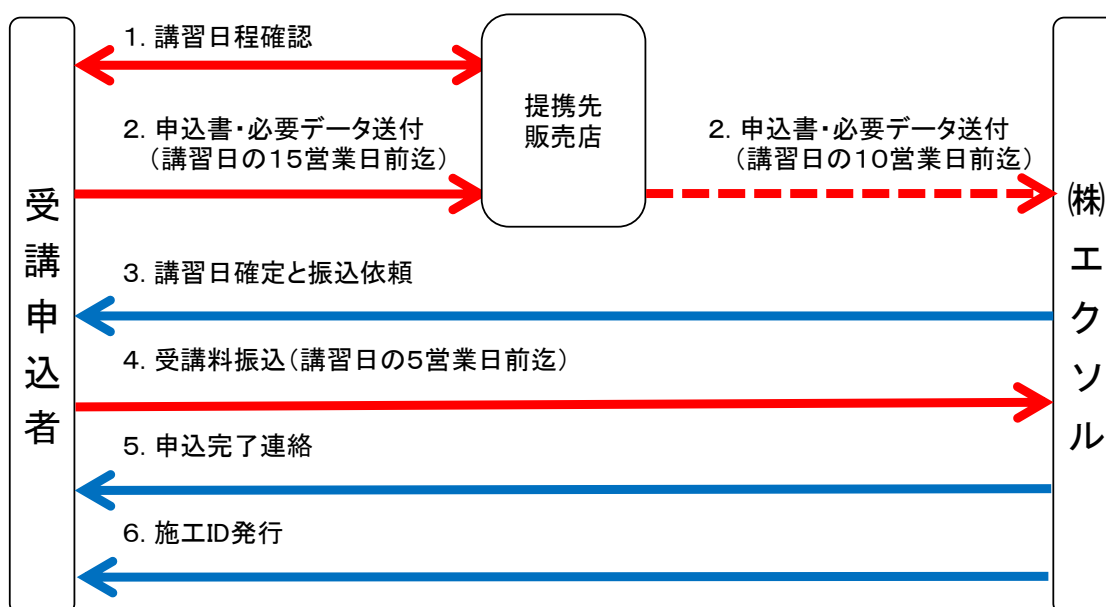 1. 講習日程確認
提携先
販売店
2. 申込書・必要データ送付
(講習日の15営業日前迄)
2. 申込書・必要データ送付
(講習日の10営業日前迄)
受講申込者
㈱エクソル
3. 講習日確定と振込依頼
4. 受講料振込(講習日の5営業日前迄)
5. 申込完了連絡
6. 施工ID発行